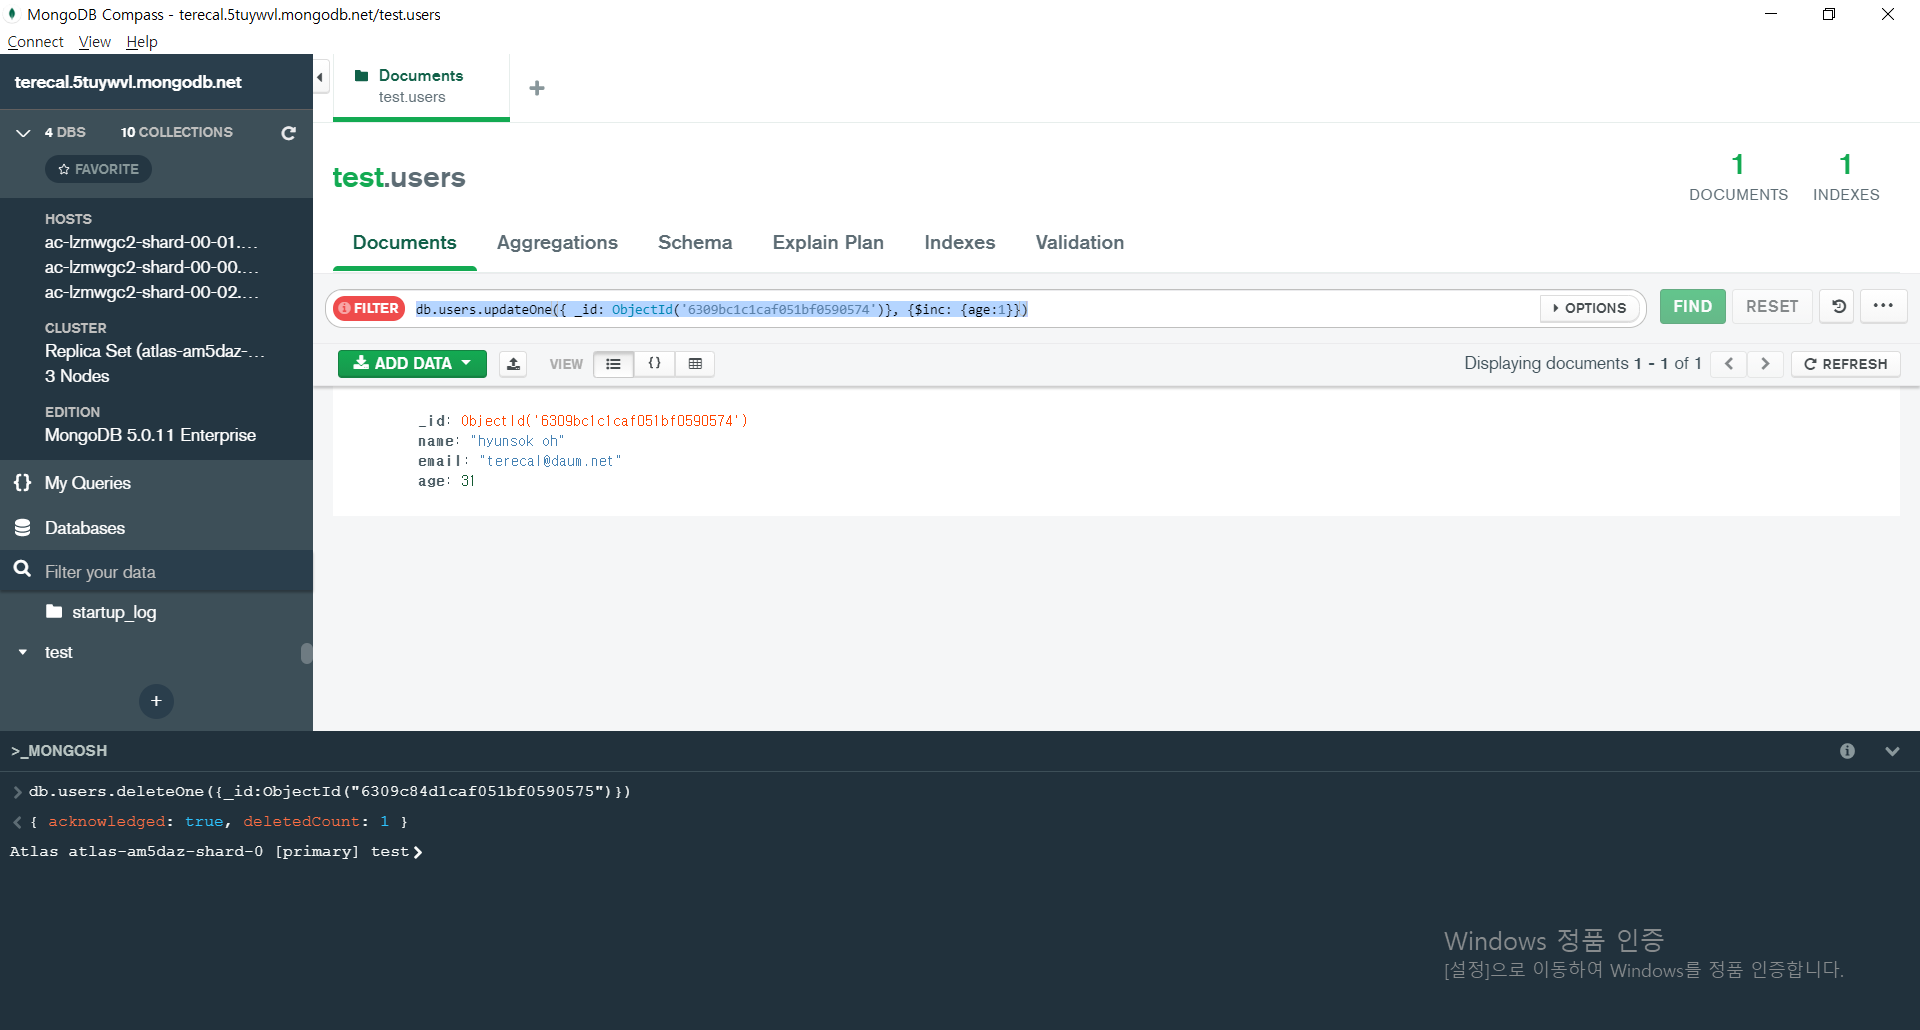 MongoDB Compass - terecal.5tuywvl.mongodb.net/test.users
Connect View Help
terecal.5tuywvl.mongodb.net
4 DBS 10 COLLECTIONS
FAVORITE
HOSTS
ac-lzmwgc2-shard-00-01....
ac-lzmwgc2-shard-00-00....
ac-lzmwgc2-shard-00-02....
CLUSTER
Replica Set (atlas-am5daz-...
3 Nodes
EDITION
MongoDB 5.0.11 Enterprise
{} My Queries
Databases
Filter your data
startup_log
test
+
Documents
test.users
+
test.users
1
DOCUMENTS
1
INDEXES
Documents Aggregations Schema Explain Plan Indexes Validation
FILTER db.users.updateOne({ _id: ObjectId('6309bc1c1caf051bf0590574')}, {$inc: {age:1}}) OPTIONS FIND RESET ...
ADD DATA VIEW {} Displaying documents 1 - 1 of 1 < > REFRESH
_id: ObjectId('6309bc1c1caf051bf0590574')
name: "hyunsok oh"
email: "terecal@daum.net"
age: 31
>_MONGOSH
> db.users.deleteOne({_id:ObjectId("6309c84d1caf051bf0590575")})
< { acknowledged: true, deletedCount: 1 }
Atlas atlas-am5daz-shard-0 [primary] test>
Windows 정품 인증
[설정]으로 이동하여 Windows를 정품 인증합니다.